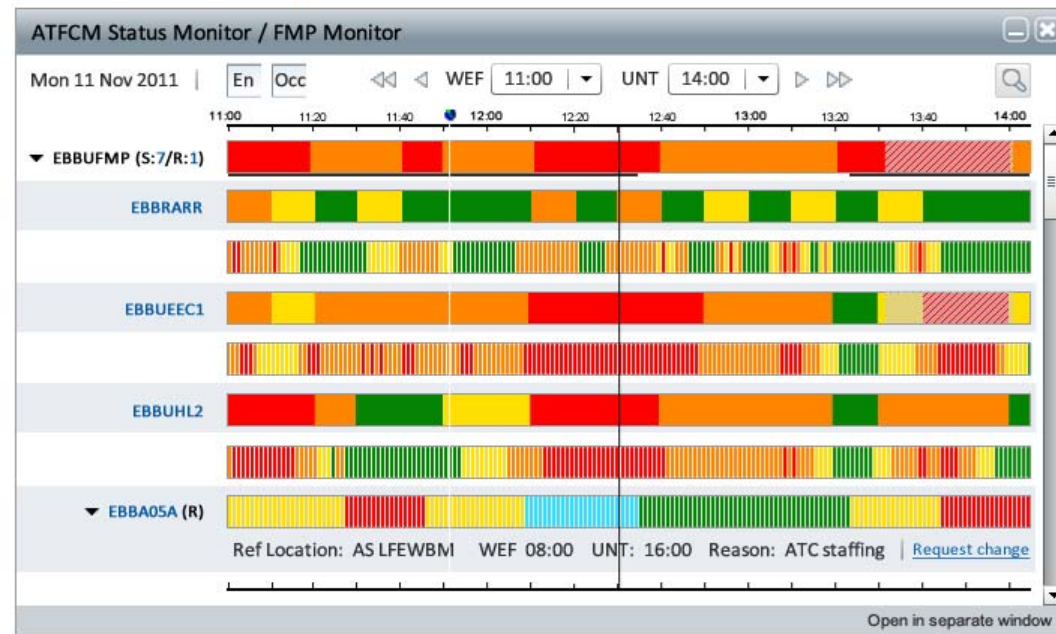 ATFCM Status Monitor / FMP Monitor
Mon 11 Nov 2011 | En Occ WEF 11:00 UNT 14:00
11:00 11:20 11:40 12:00 12:20 12:40 13:00 13:20 13:40 14:00
EBBUFMP (S:7/R:1)
EBBRARR
EBBUEEC1
EBBUHL2
EBBA05A (R)
Ref Location: AS LFEWBM WEF 08:00 UNT: 16:00 Reason: ATC staffing | Request change
Open in separate window